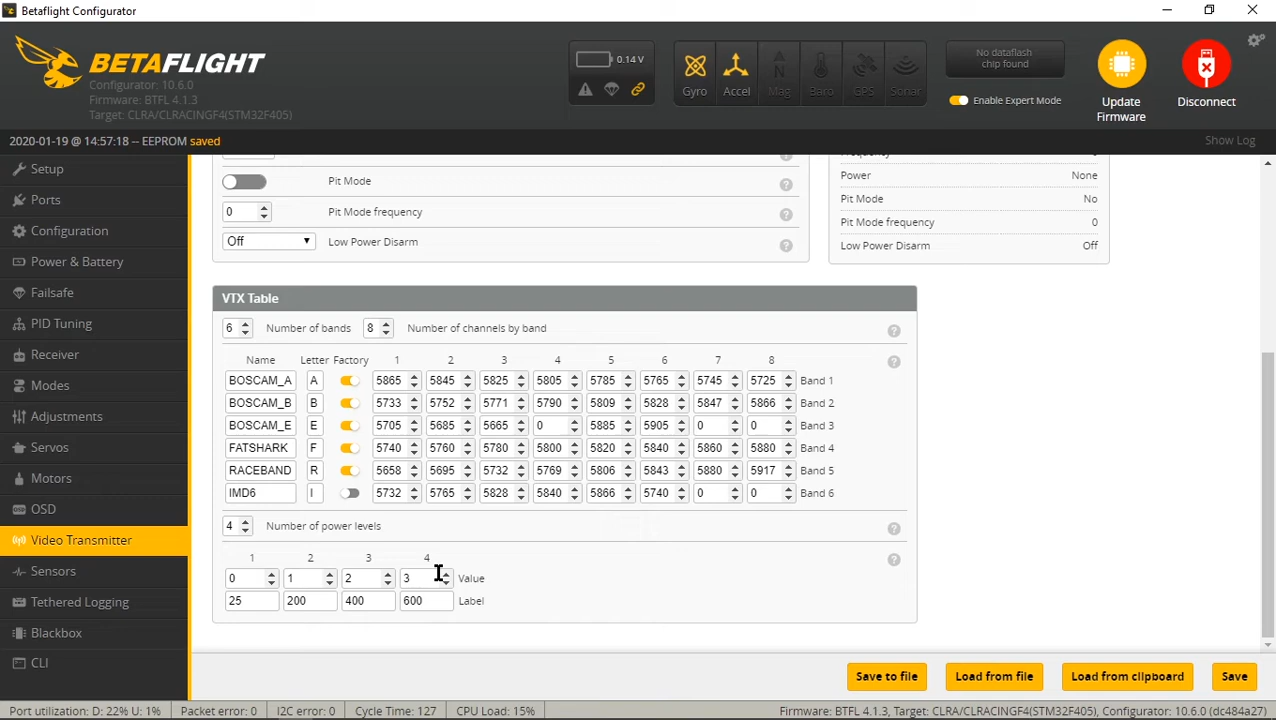 Betaflight Configurator
BETAFLIGHT
Configurator: 10.6.0
Firmware: BTFL 4.1.3
Target: CLRA/CLRACINGF4(STM32F405)
0.14 V
Gyro Accel Mag Baro GPS Sonar
No dataflash
chip found
Enable Expert Mode
Update
Firmware
Disconnect
2020-01-19 @ 14:57:18 -- EEPROM saved
Show Log
Setup
Ports
Configuration
Power & Battery
Failsafe
PID Tuning
Receiver
Modes
Adjustments
Servos
Motors
OSD
Video Transmitter
Sensors
Tethered Logging
Blackbox
CLI
Pit Mode
0 Pit Mode frequency
Off Low Power Disarm
Frequency
Power None
Pit Mode No
Pit Mode frequency 0
Low Power Disarm Off
VTX Table
6 Number of bands 8 Number of channels by band
Name Letter Factory 1 2 3 4 5 6 7 8
BOSCAM_A A 5865 5845 5825 5805 5785 5765 5745 5725 Band 1
BOSCAM_B B 5733 5752 5771 5790 5809 5828 5847 5866 Band 2
BOSCAM_E E 5705 5685 5665 0 5885 5905 0 0 Band 3
FATSHARK F 5740 5760 5780 5800 5820 5840 5860 5880 Band 4
RACEBAND R 5658 5695 5732 5769 5806 5843 5880 5917 Band 5
IMD6 I 5732 5765 5828 5840 5866 5740 0 0 Band 6
4 Number of power levels
1 2 3 4
0 1 2 3 Value
25 200 400 600 Label
Save to file Load from file Load from clipboard Save
Port utilization: D: 22% U: 1% Packet error: 0 I2C error: 0 Cycle Time: 127 CPU Load: 15% Firmware: BTFL 4.1.3, Target: CLRA/CLRACINGF4(STM32F405), Configurator: 10.6.0 (dc484a27)